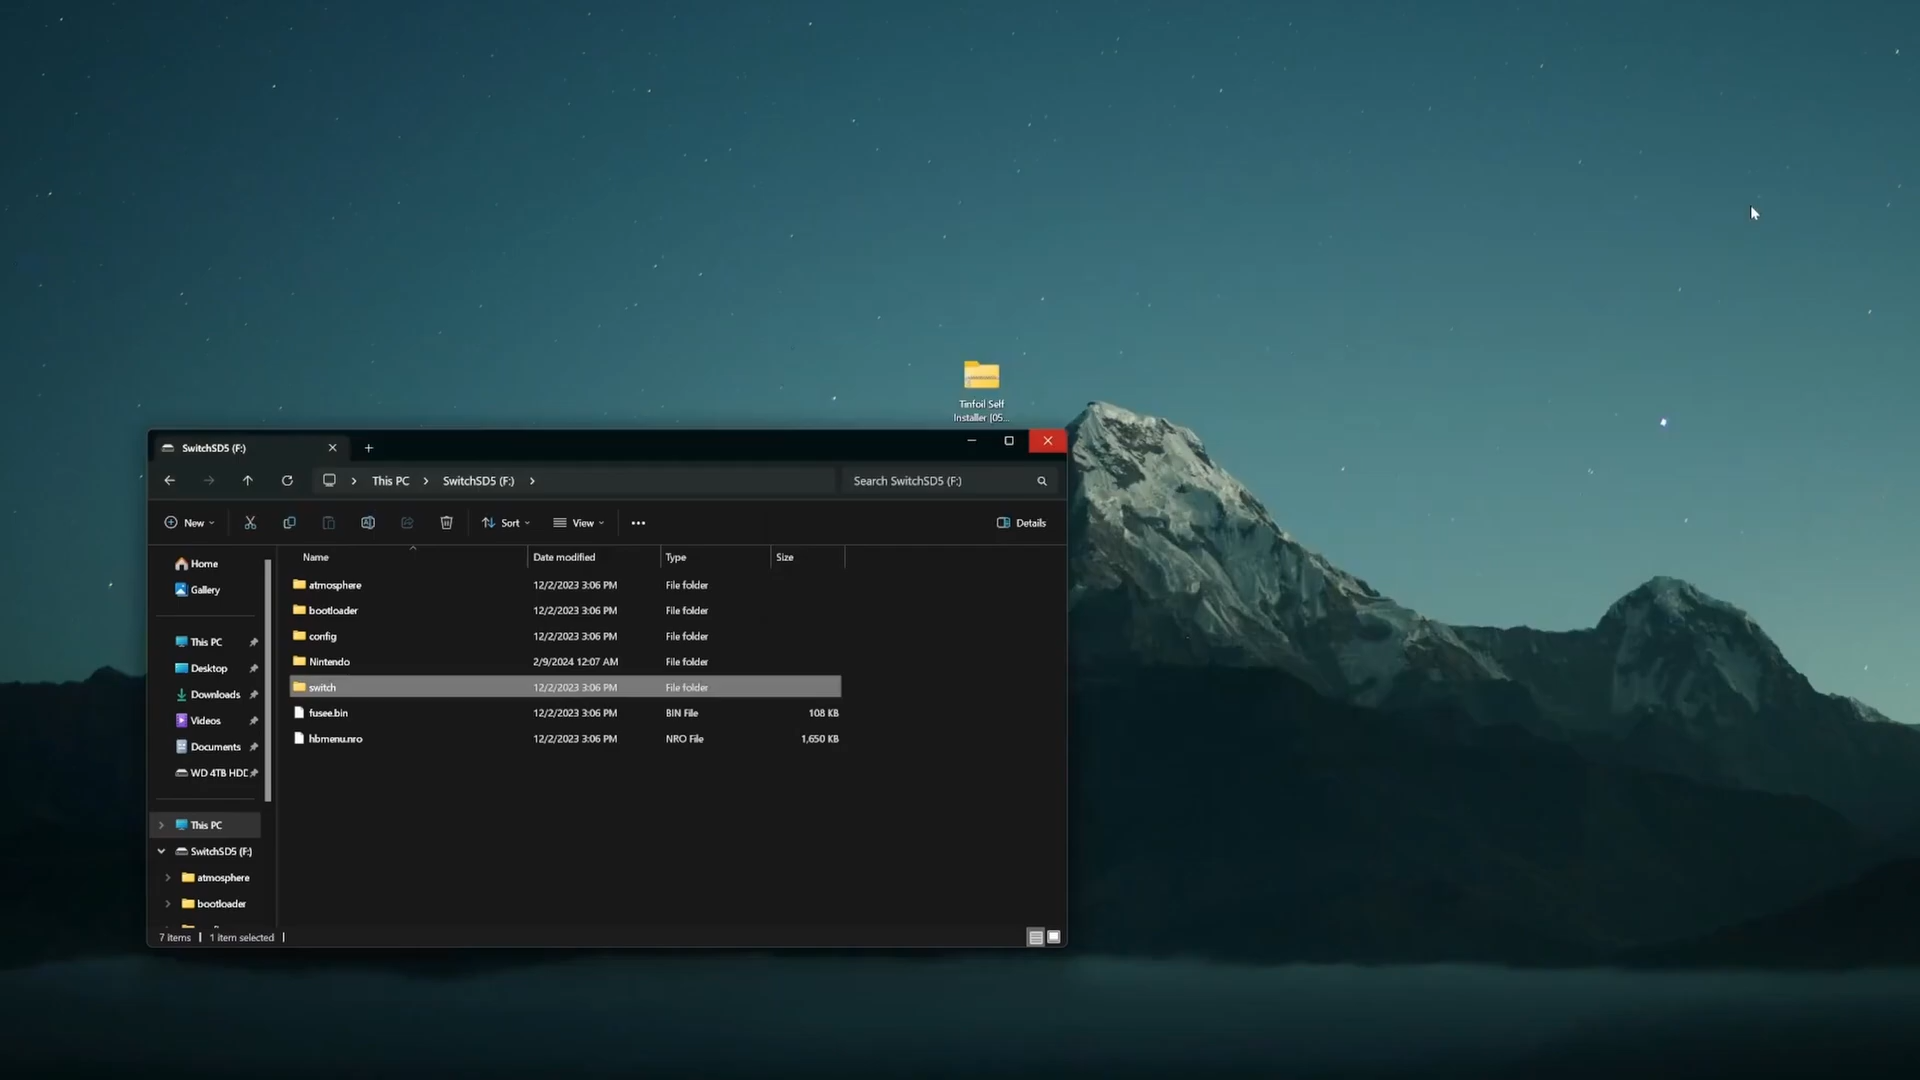 Tinfoil Self
Installer [05...
SwitchSD5 (F:)
This PC
SwitchSD5 (F:)
Search SwitchSD5 (F:)
New
Sort
View
Details
Home
Gallery
This PC
Desktop
Downloads
Videos
Documents
WD 4TB HDD
This PC
SwitchSD5 (F:)
atmosphere
bootloader
Name Date modified Type Size
atmosphere 12/2/2023 3:06 PM File folder
bootloader 12/2/2023 3:06 PM File folder
config 12/2/2023 3:06 PM File folder
Nintendo 2/9/2024 12:07 AM File folder
switch 12/2/2023 3:06 PM File folder
fusee.bin 12/2/2023 3:06 PM BIN File 108 KB
hbmenu.nro 12/2/2023 3:06 PM NRO File 1,650 KB
7 items 1 item selected